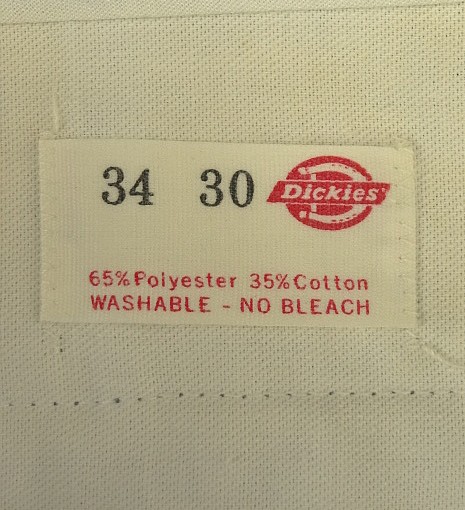 34 30 Dickies
65% Polyester 35% Cotton
WASHABLE - NO BLEACH